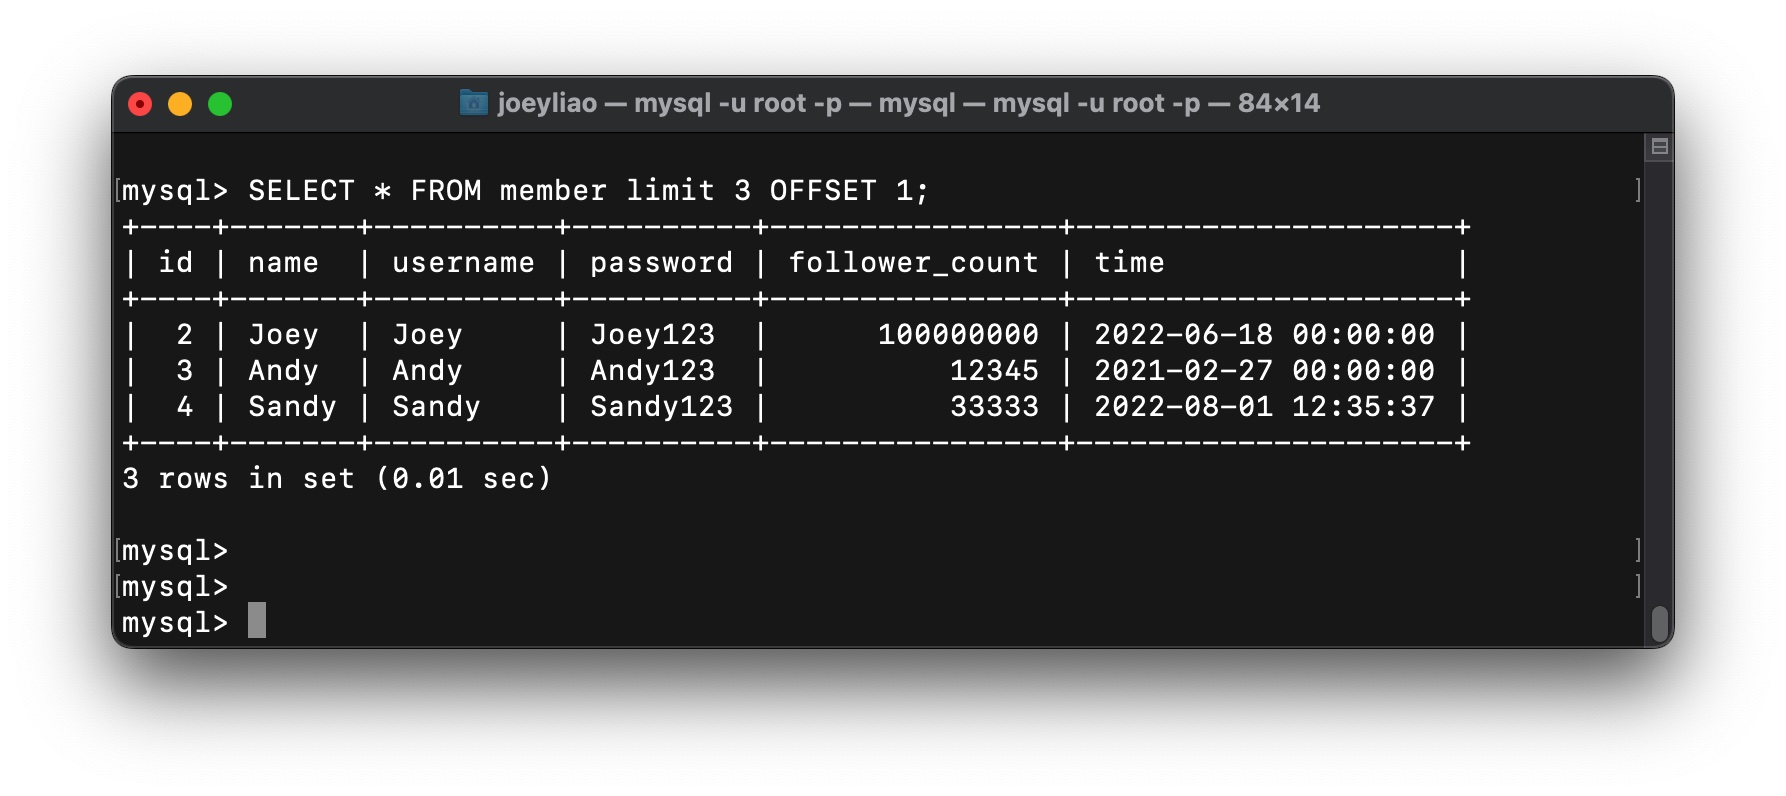 joeyliao — mysql -u root -p — mysql — mysql -u root -p — 84×14
mysql> SELECT * FROM member limit 3 OFFSET 1;
+----+-------+----------+----------+----------------+---------------------+
| id | name  | username | password | follower_count | time                |
+----+-------+----------+----------+----------------+---------------------+
|  2 | Joey  | Joey     | Joey123  |      100000000 | 2022-06-18 00:00:00 |
|  3 | Andy  | Andy     | Andy123  |          12345 | 2021-02-27 00:00:00 |
|  4 | Sandy | Sandy    | Sandy123 |          33333 | 2022-08-01 12:35:37 |
+----+-------+----------+----------+----------------+---------------------+
3 rows in set (0.01 sec)
mysql>
mysql>
mysql>